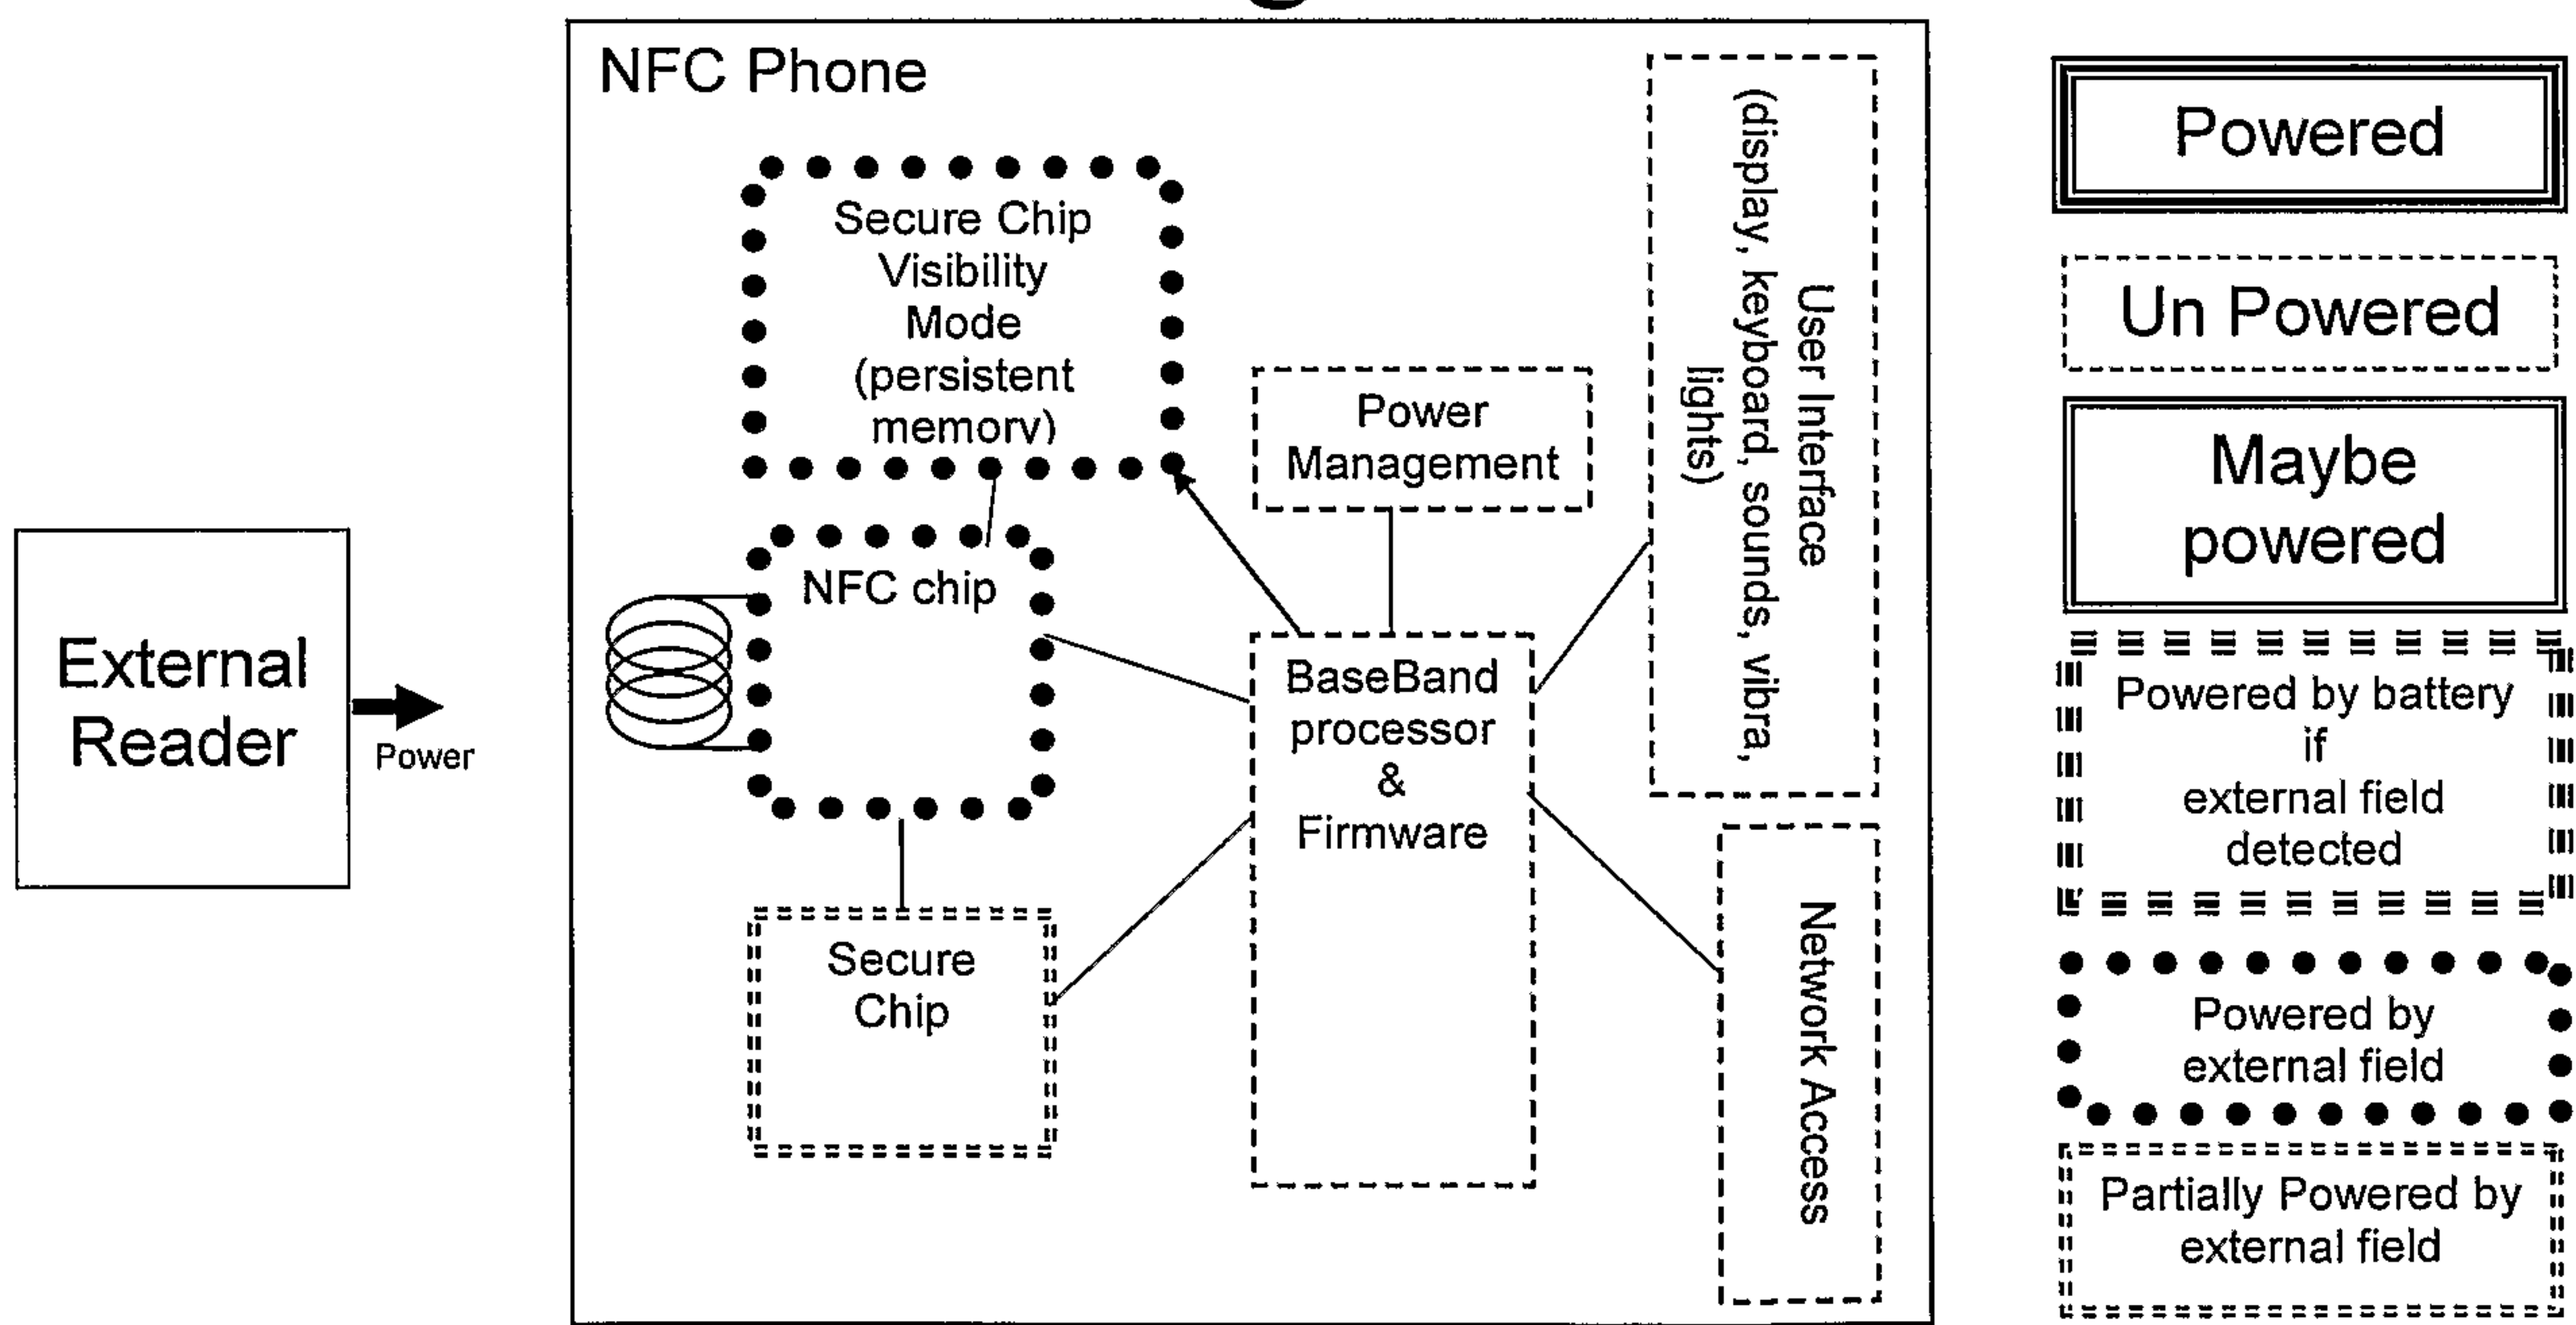 NFC Phone
Secure Chip
Visibility
Mode
(persistent
memory)
NFC chip
Secure
Chip
External
Reader
Power
Power
Management
BaseBand
processor
&
Firmware
User Interface
(display, keyboard, sounds, vibra,
lights)
Network Access
Powered
Un Powered
Maybe
powered
Powered by battery
if
external field
detected
Powered by
external field
Partially Powered by
external field